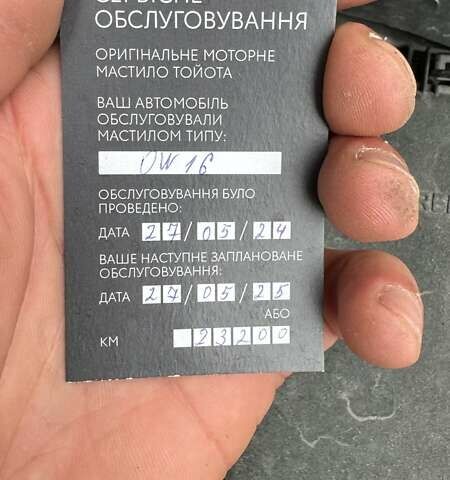 СЕРВІСНЕ
ОБСЛУГОВУВАННЯ
ОРИГІНАЛЬНЕ МОТОРНЕ
МАСТИЛО ТОЙОТА
ВАШ АВТОМОБІЛЬ
ОБСЛУГОВУВАЛИ
МАСТИЛОМ ТИПУ:
0W16
ОБСЛУГОВУВАННЯ БУЛО
ПРОВЕДЕНО:
ДАТА 27/05/24
ВАШЕ НАСТУПНЕ ЗАПЛАНОВАНЕ
ОБСЛУГОВУВАННЯ:
ДАТА 27/05/25
АБО
КМ 23200